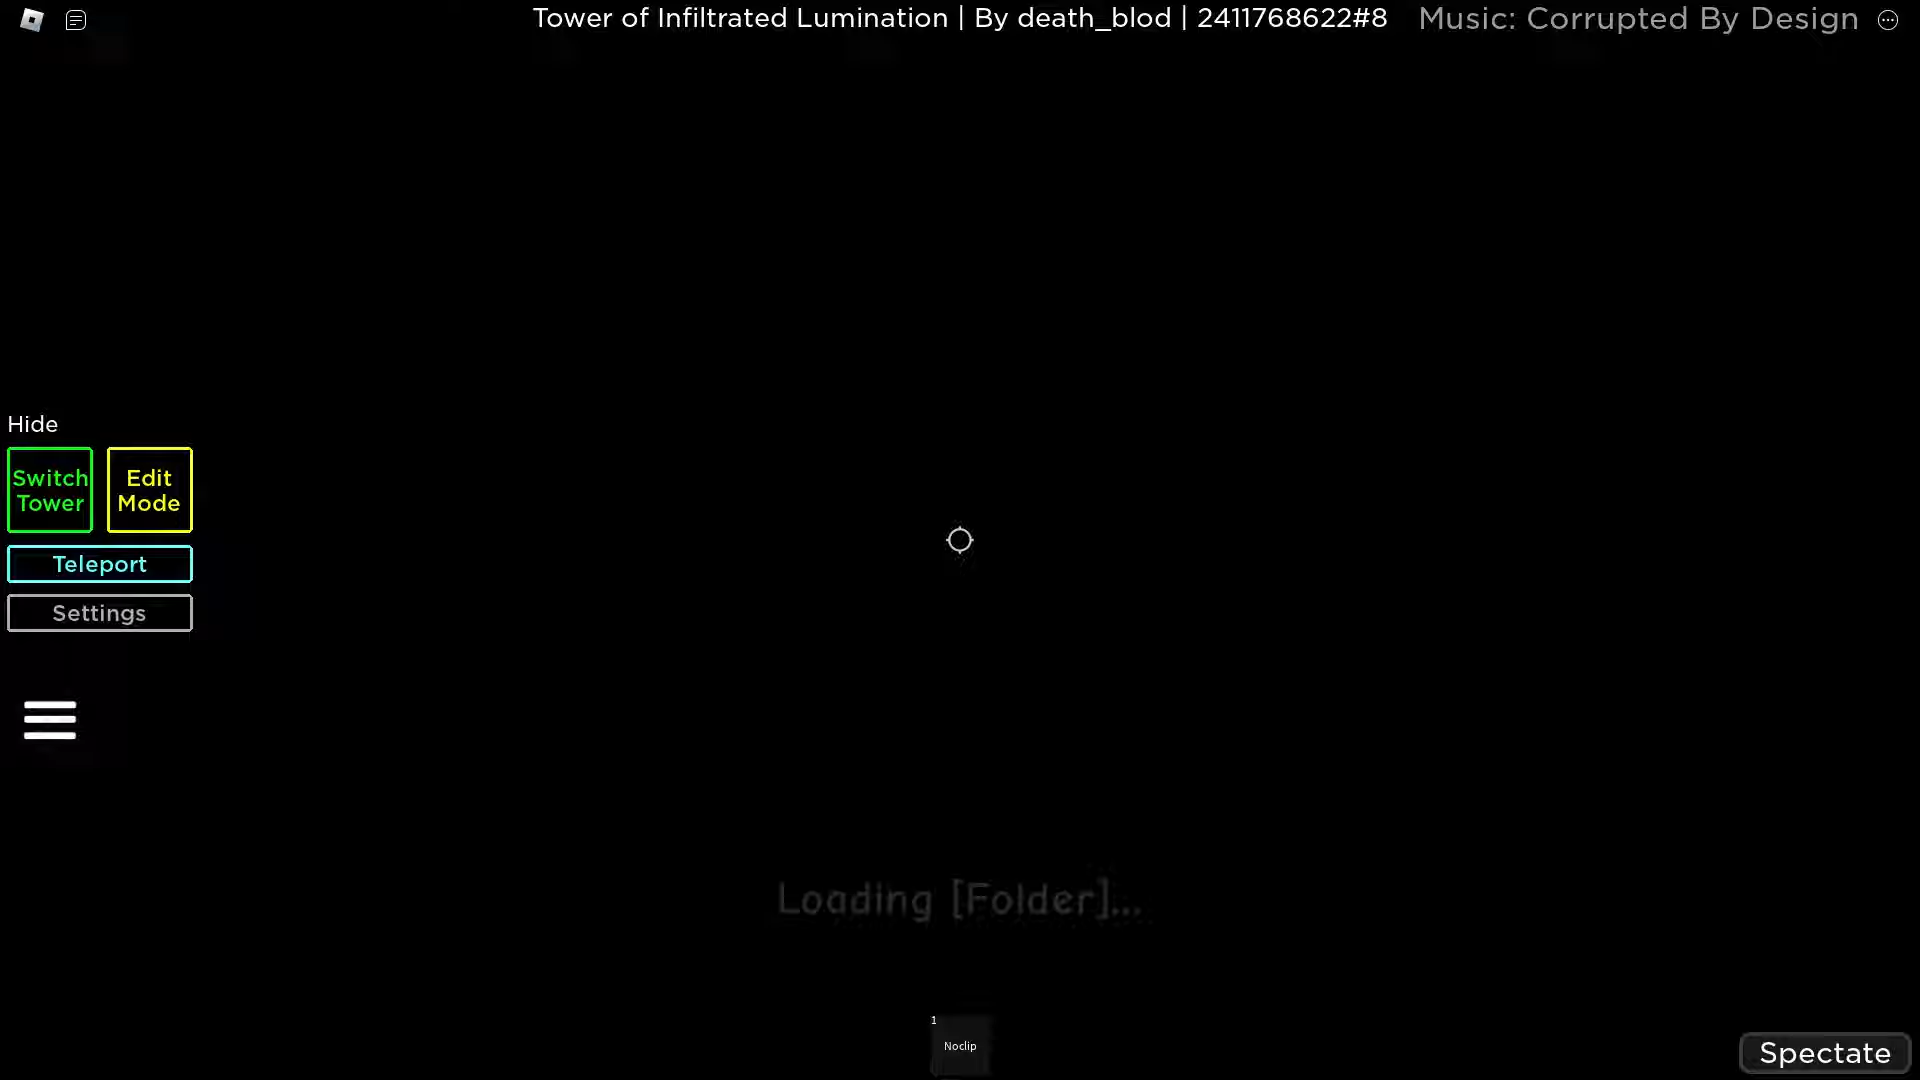 Tower of Infiltrated Lumination | By death_blod | 2411768622#8
Music: Corrupted By Design
Hide
Switch Tower
Edit Mode
Teleport
Settings
Loading [Folder]...
1
Noclip
Spectate